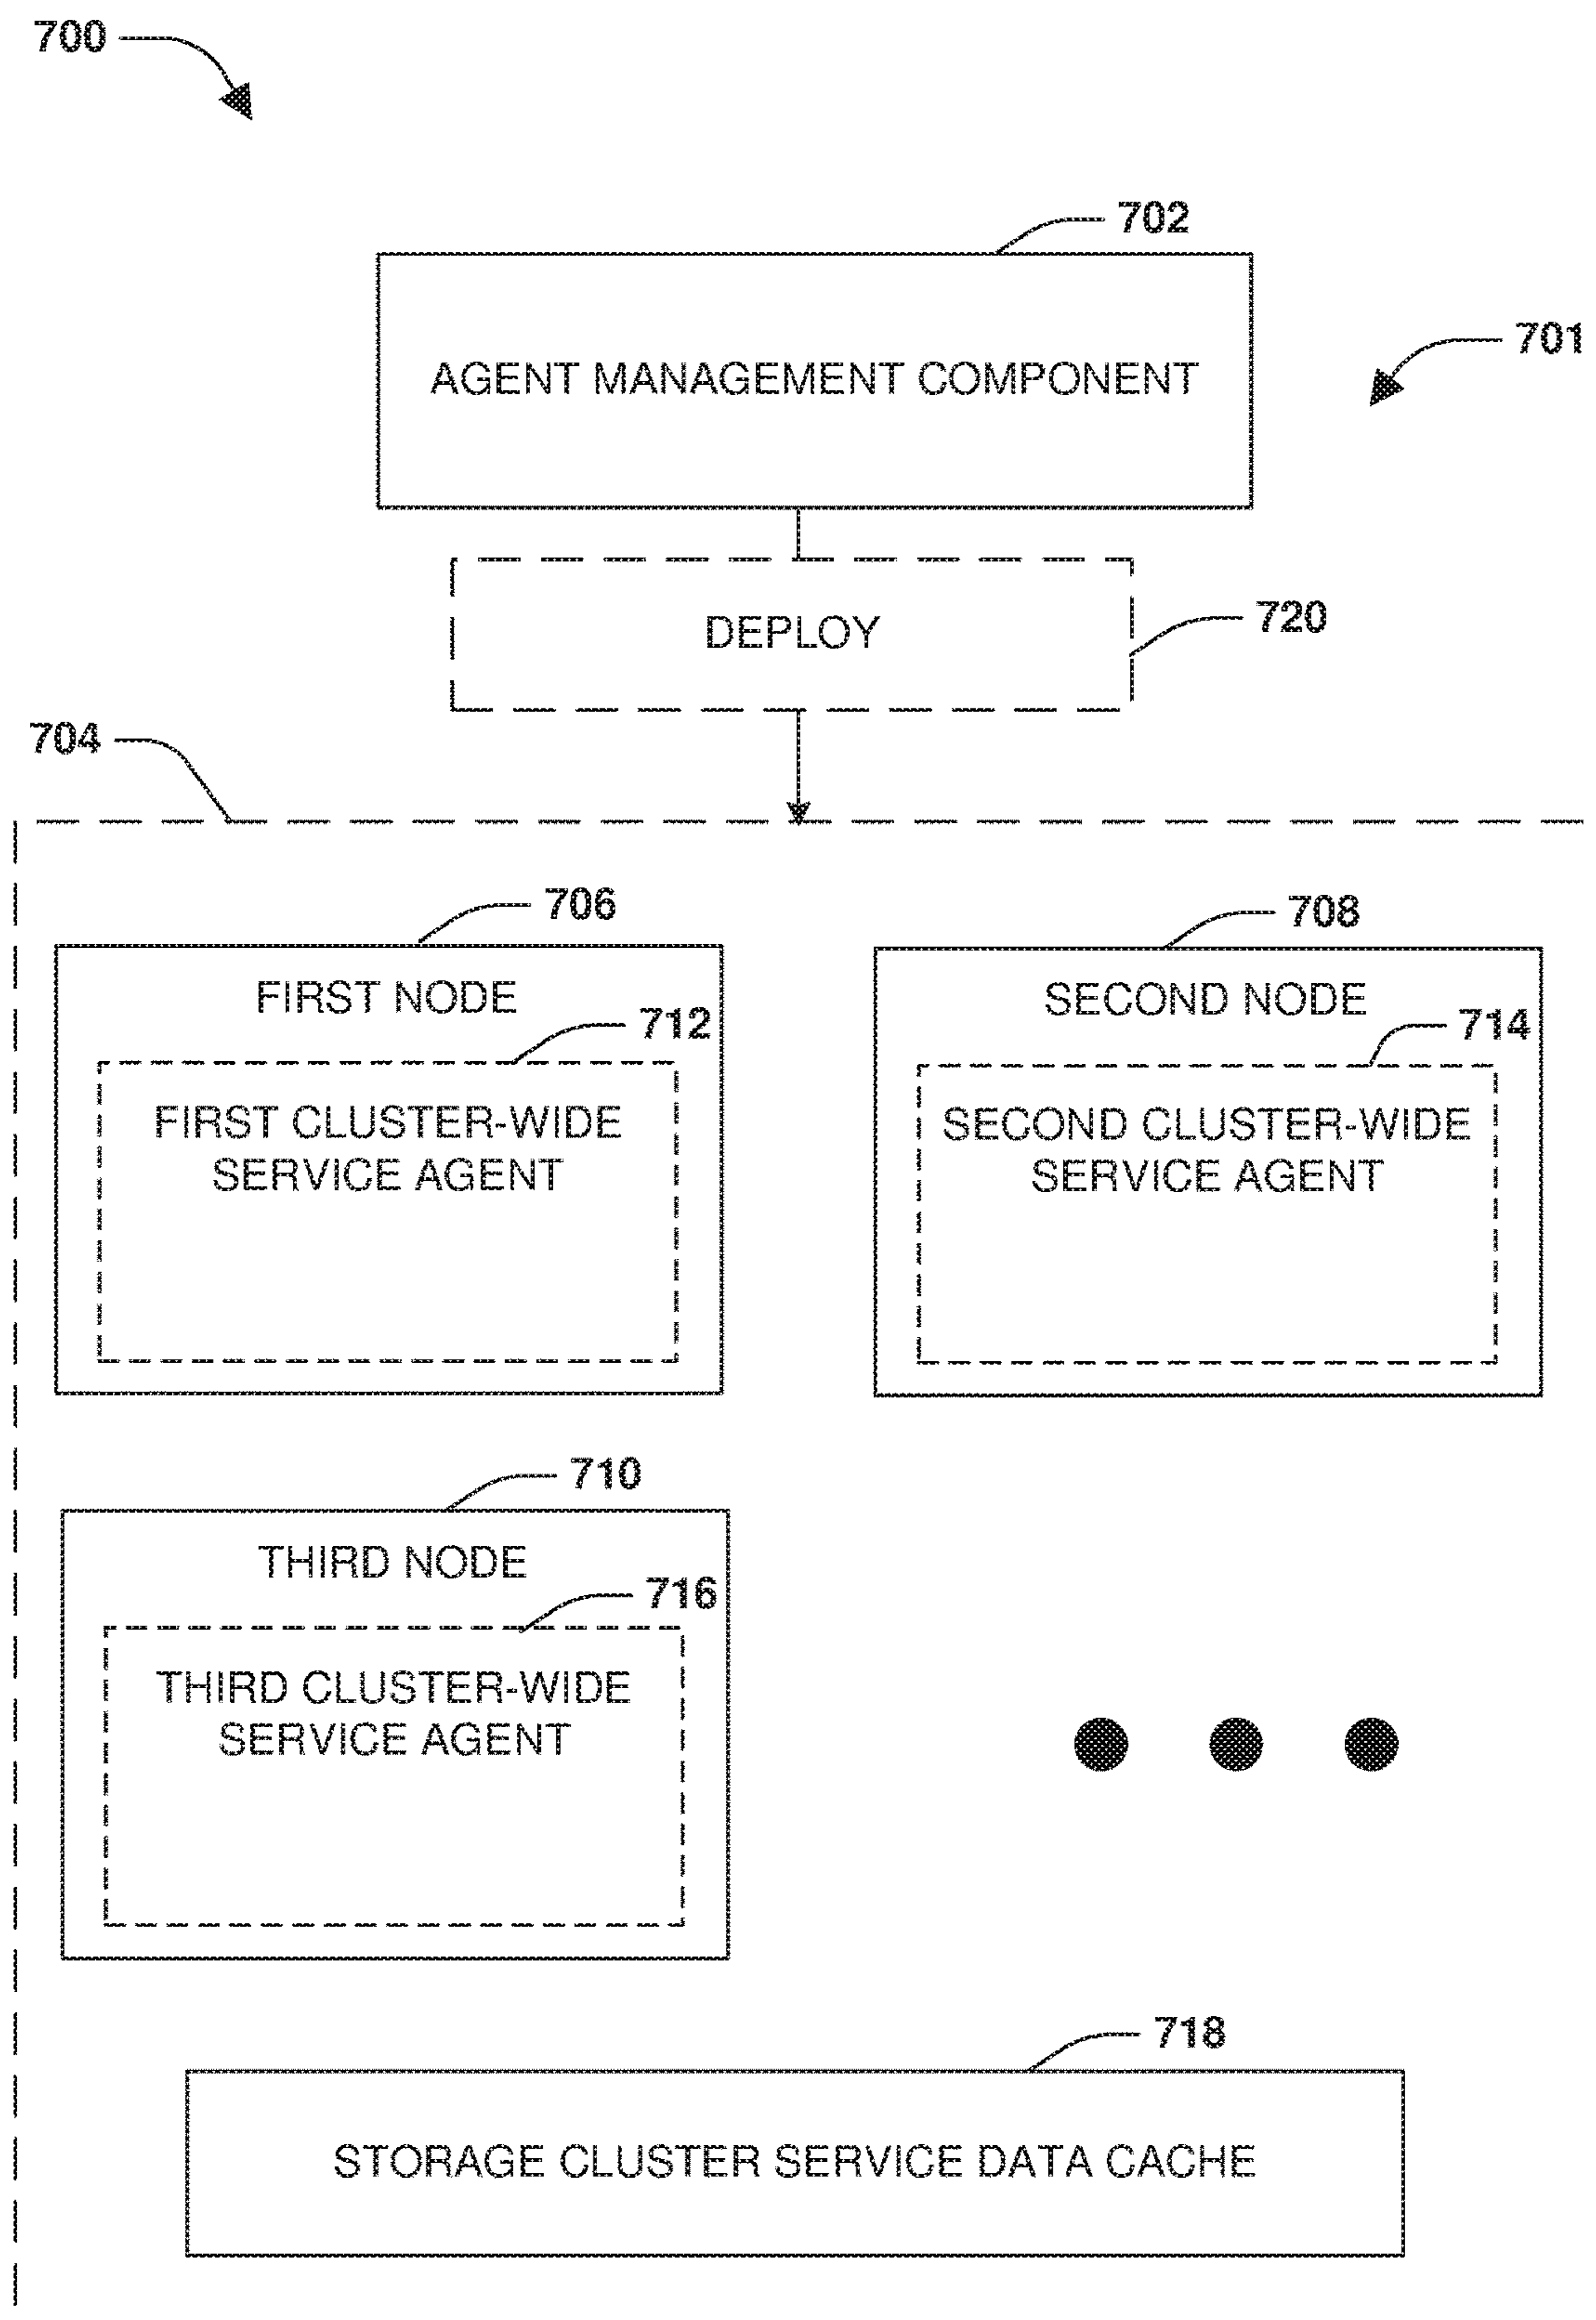 700
702
701
AGENT MANAGEMENT COMPONENT
DEPLOY
720
704
706
708
FIRST NODE
SECOND NODE
712
714
FIRST CLUSTER-WIDE
SERVICE AGENT
SECOND CLUSTER-WIDE
SERVICE AGENT
710
THIRD NODE
716
THIRD CLUSTER-WIDE
SERVICE AGENT
718
STORAGE CLUSTER SERVICE DATA CACHE